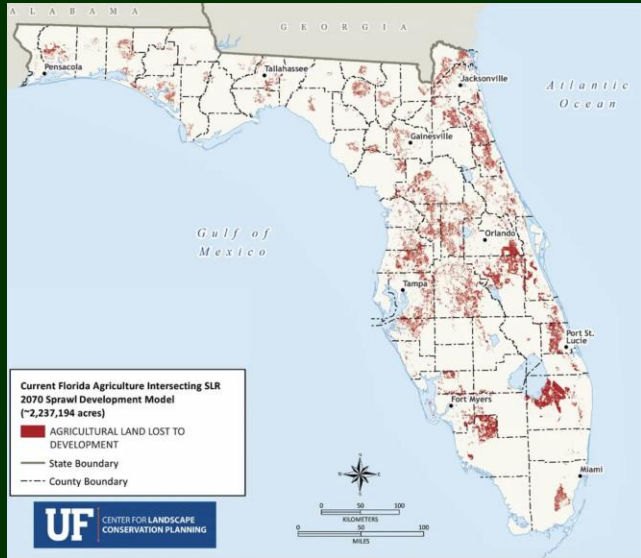 ALABAMA
GEORGIA
Pensacola
Tallahassee
Jacksonville
Atlantic
Ocean
Gainesville
Gulf of
Mexico
Orlando
Tampa
Port St.
Lucie
Fort Myers
Miami
Current Florida Agriculture Intersecting SLR
2070 Sprawl Development Model
(~2,237,194 acres)
AGRICULTURAL LAND LOST TO
DEVELOPMENT
State Boundary
County Boundary
UF CENTER FOR LANDSCAPE
CONSERVATION PLANNING
0 50 100
KILOMETERS
0 50 100
MILES